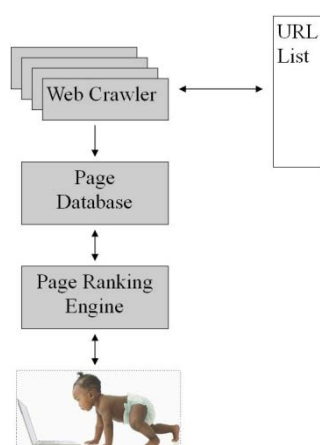 URL
List
Web Crawler
Page
Database
Page Ranking
Engine